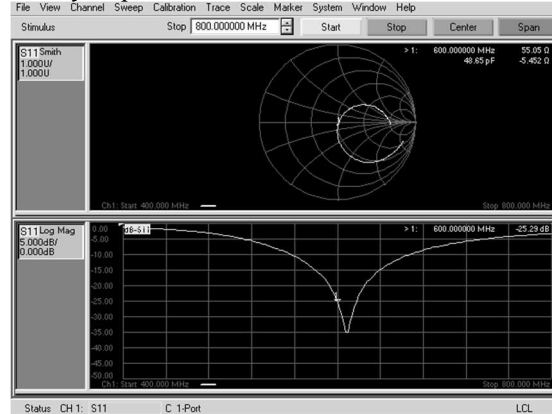 File View Channel Sweep Calibration Trace Scale Marker System Window Help
Stimulus Stop 800.000000 MHz Start Stop Center Span
S11 Smith
1.000U/
1.000U
> 1: 600.000000 MHz 55.05 Ω
48.65 pF -5.452 Ω
Ch1: Start 400.000 MHz Stop 800.000 MHz
S11 Log Mag
5.000dB/
0.000dB
0.00 dB-S11 > 1: 600.000000 MHz -25.29 dB
-5.00
-10.00
-15.00
-20.00
-25.00
-30.00
-35.00
-40.00
-45.00
-50.00
Ch1: Start 400.000 MHz Stop 800.000 MHz
Status CH 1: S11 C 1-Port LCL